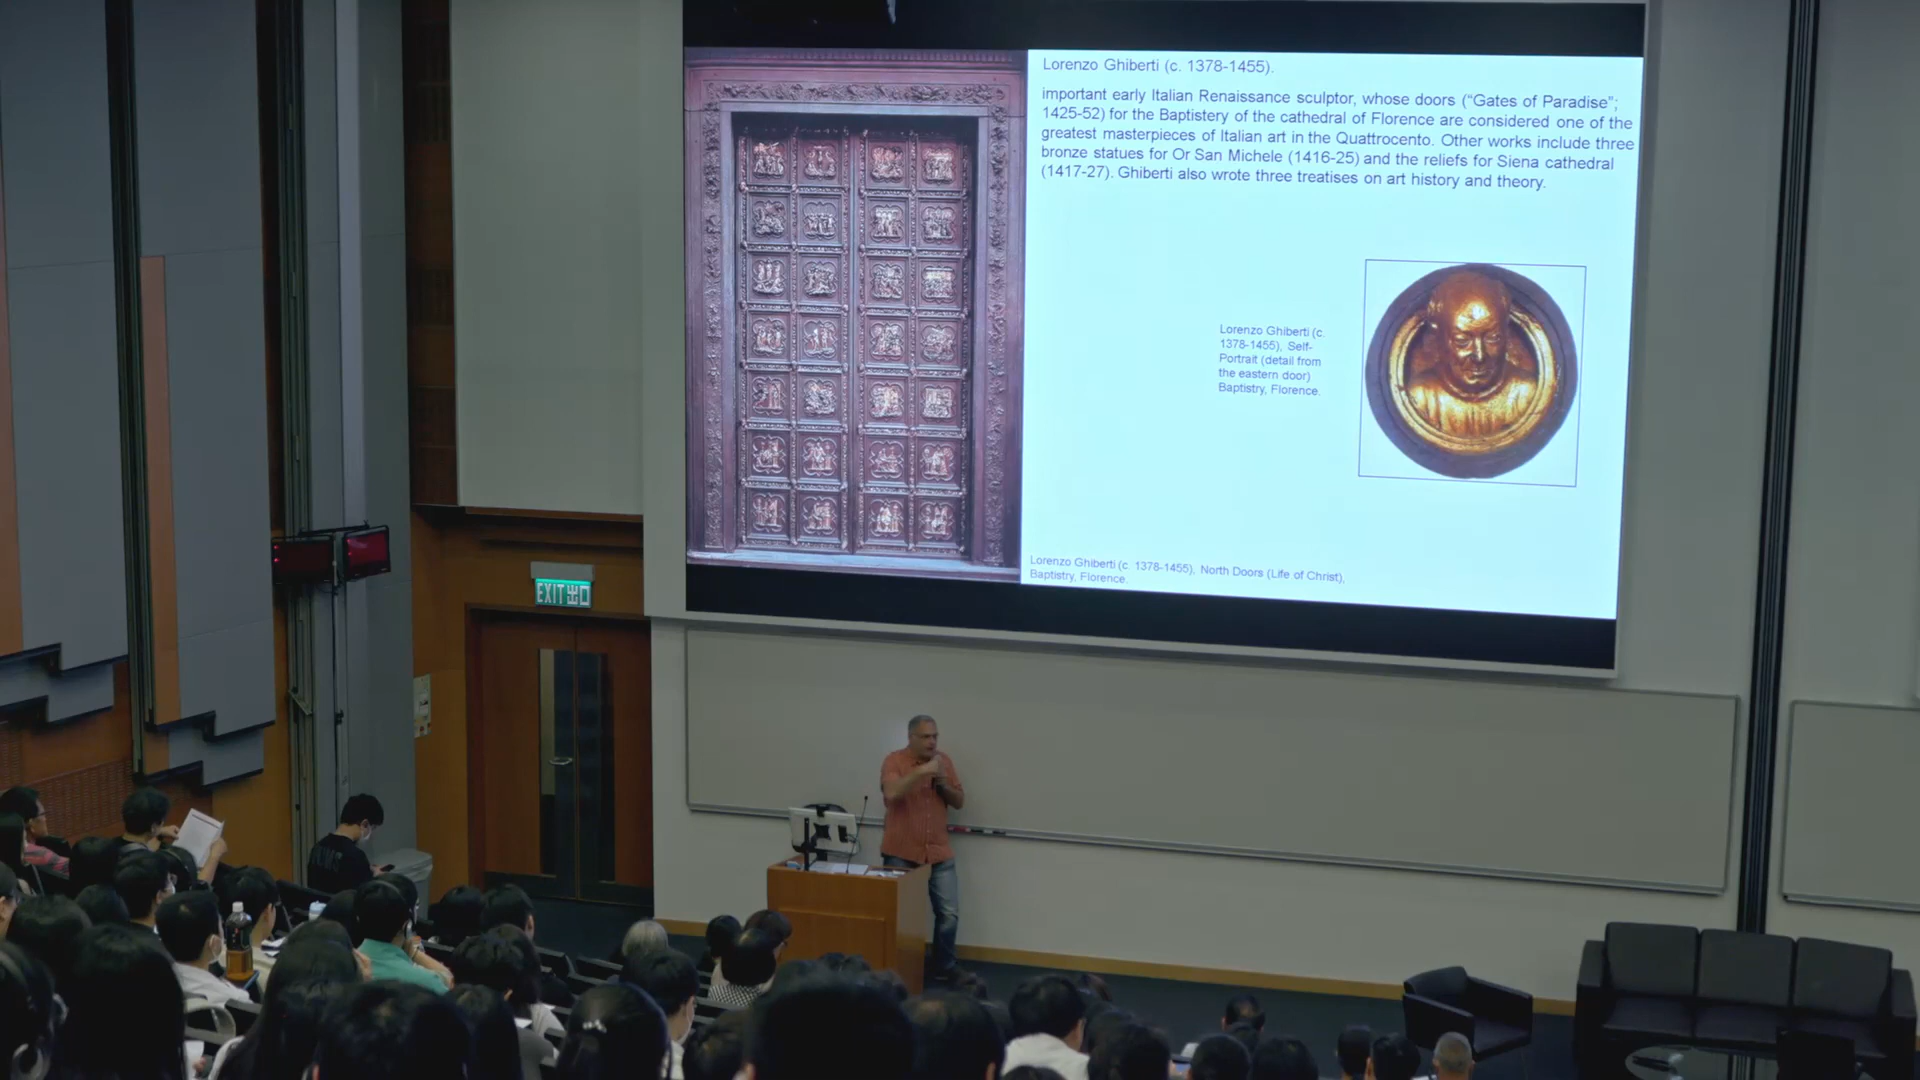 Lorenzo Ghiberti (c. 1378-1455).
important early Italian Renaissance sculptor, whose doors (“Gates of Paradise”;
1425-52) for the Baptistery of the cathedral of Florence are considered one of the
greatest masterpieces of Italian art in the Quattrocento. Other works include three
bronze statues for Or San Michele (1416-25) and the reliefs for Siena cathedral
(1417-27). Ghiberti also wrote three treatises on art history and theory.
Lorenzo Ghiberti (c.
1378-1455), Self-
Portrait (detail from
the eastern door)
Baptistry, Florence.
Lorenzo Ghiberti (c. 1378-1455), North Doors (Life of Christ),
Baptistry, Florence.
EXIT 出口